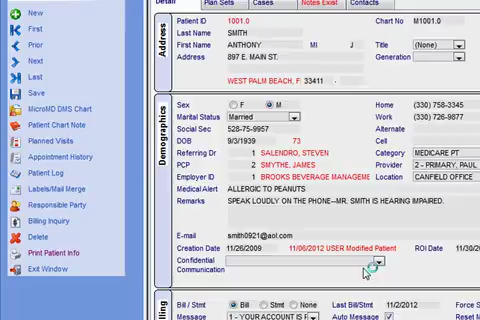 Detail Plan Sets Cases Notes Exist Contacts
New
First
Prior
Next
Last
Save
MicroMD DMS Chart
Patient Chart Note
Planned Visits
Appointment History
Patient Log
Labels/Mail Merge
Reporting
Billing Inquiry
Delete
Print Patient Info
Exit Window
Address
Patient ID 1001.0 Chart No M1001.0
Last Name SMITH
First Name ANTHONY MI J Title (None)
Address 897 E. MAIN ST. Generation
WEST PALM BEACH, F 33411 -
Demographics
Sex F M Home (330) 758-3345
Marital Status Married Work (330) 726-9877
Social Sec 528-75-9957 Alternate
DOB 9/3/1939 73 Cell
Referring Dr 1 SALENDRO, STEVEN Category MEDICARE PT
PCP 2 SMYTHE, JAMES Provider 2 - PRIMARY, PAUL
Employer ID 1 BROOKS BEVERAGE MANAGEME Location CANFIELD OFFICE
Medical Alert ALLERGIC TO PEANUTS
Remarks SPEAK LOUDLY ON THE PHONE--MR. SMITH IS HEARING IMPAIRED.
E-mail smith0921@aol.com
Creation Date 11/26/2009 11/06/2012 USER Modified Patient ROI Date 11/30/20
Confidential
Communication
Billing
Bill / Stmt Bill Stmt None Last Bill/Stmt 11/2/2012 Force S
Message 1 - YOUR ACCOUNT IS P Auto Message